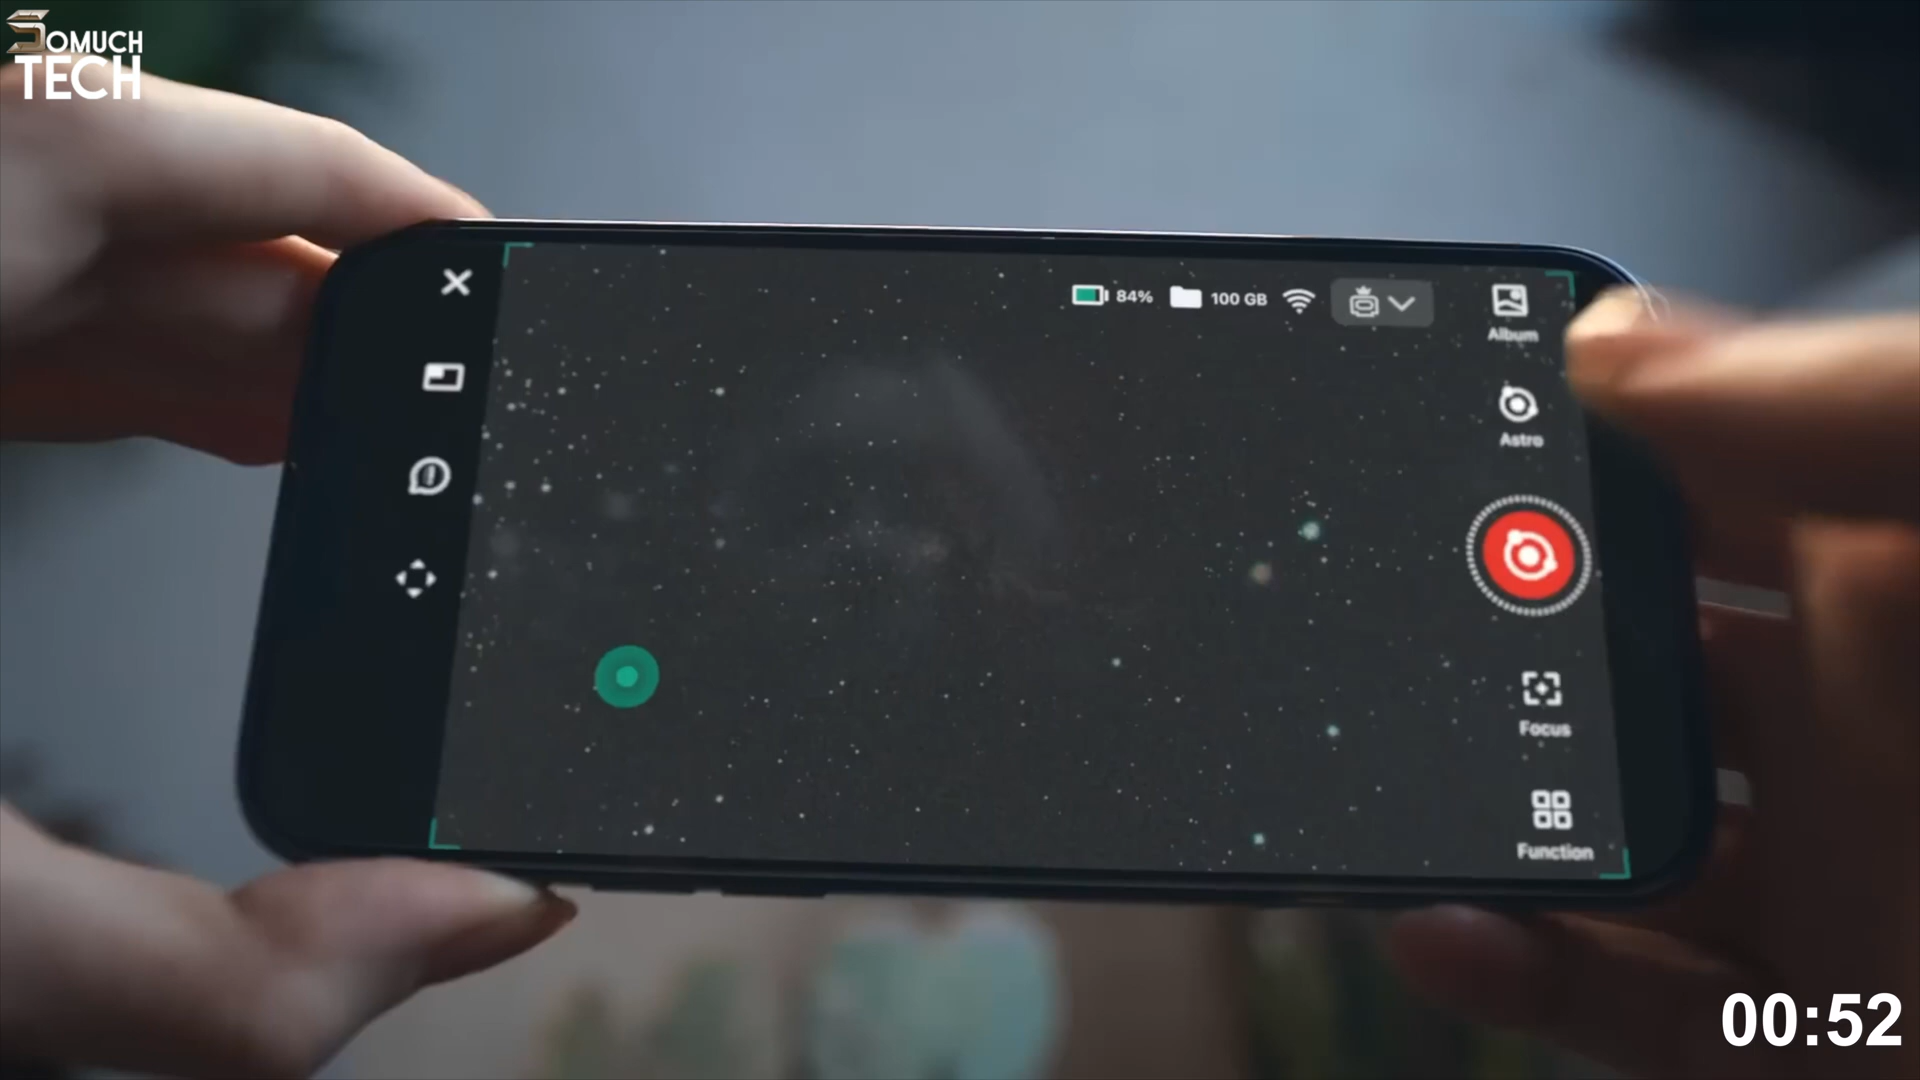 SOMUCH
TECH
84%
100 GB
Album
Astro
Focus
Function
00:52